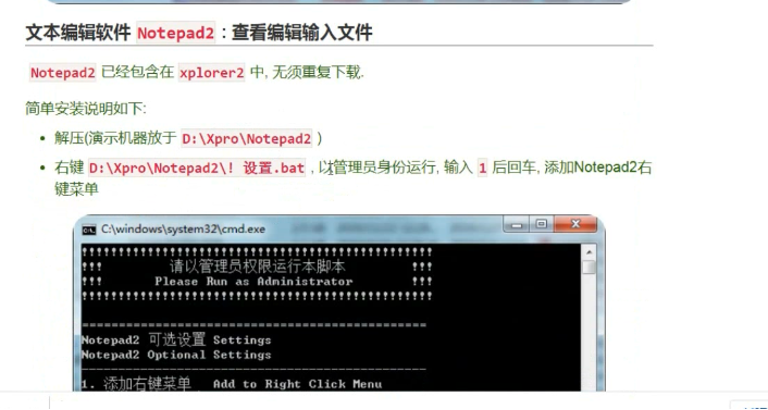 文本编辑软件 Notepad2 : 查看编辑输入文件
Notepad2 已经包含在 xplorer2 中, 无须重复下载.
简单安装说明如下:
解压(演示机器放于 D:\Xpro\Notepad2 )
右键 D:\Xpro\Notepad2\! 设置.bat , 以管理员身份运行, 输入 1 后回车, 添加Notepad2右
键菜单
C:\windows\system32\cmd.exe
!!! 请以管理员权限运行本脚本 !!!
!!! Please Run as Administrator !!!
Notepad2 可选设置 Settings
Notepad2 Optional Settings
1. 添加右键菜单 Add to Right Click Menu